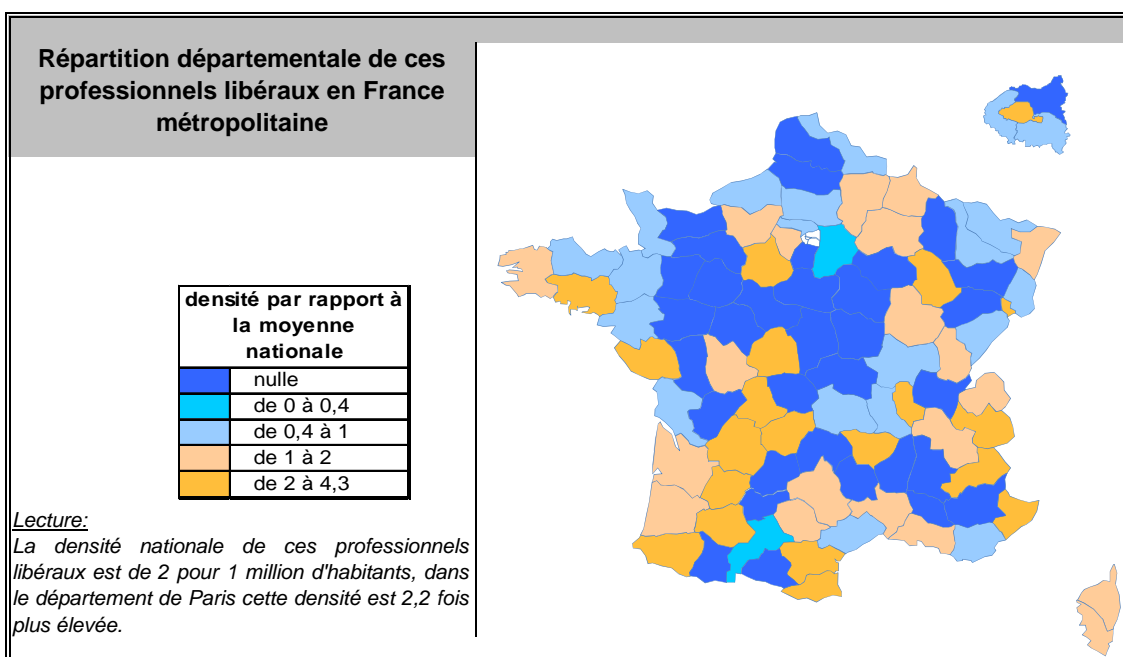 Répartition départementale de ces
professionnels libéraux en France
métropolitaine
densité par rapport à
la moyenne
nationale
nulle
de 0 à 0,4
de 0,4 à 1
de 1 à 2
de 2 à 4,3
Lecture:
La densité nationale de ces professionnels
libéraux est de 2 pour 1 million d'habitants, dans
le département de Paris cette densité est 2,2 fois
plus élevée.